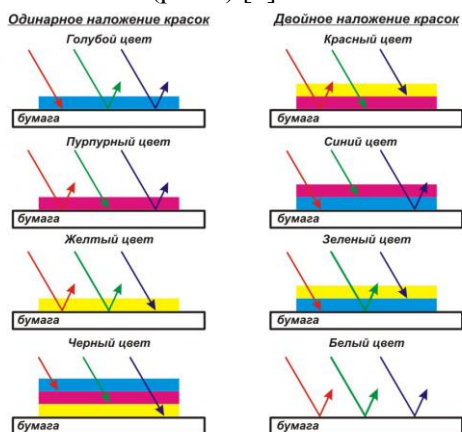 Одинарное наложение красок
Голубой цвет
бумага
Пурпурный цвет
бумага
Желтый цвет
бумага
Черный цвет
бумага
Двойное наложение красок
Красный цвет
бумага
Синий цвет
бумага
Зеленый цвет
бумага
Белый цвет
бумага